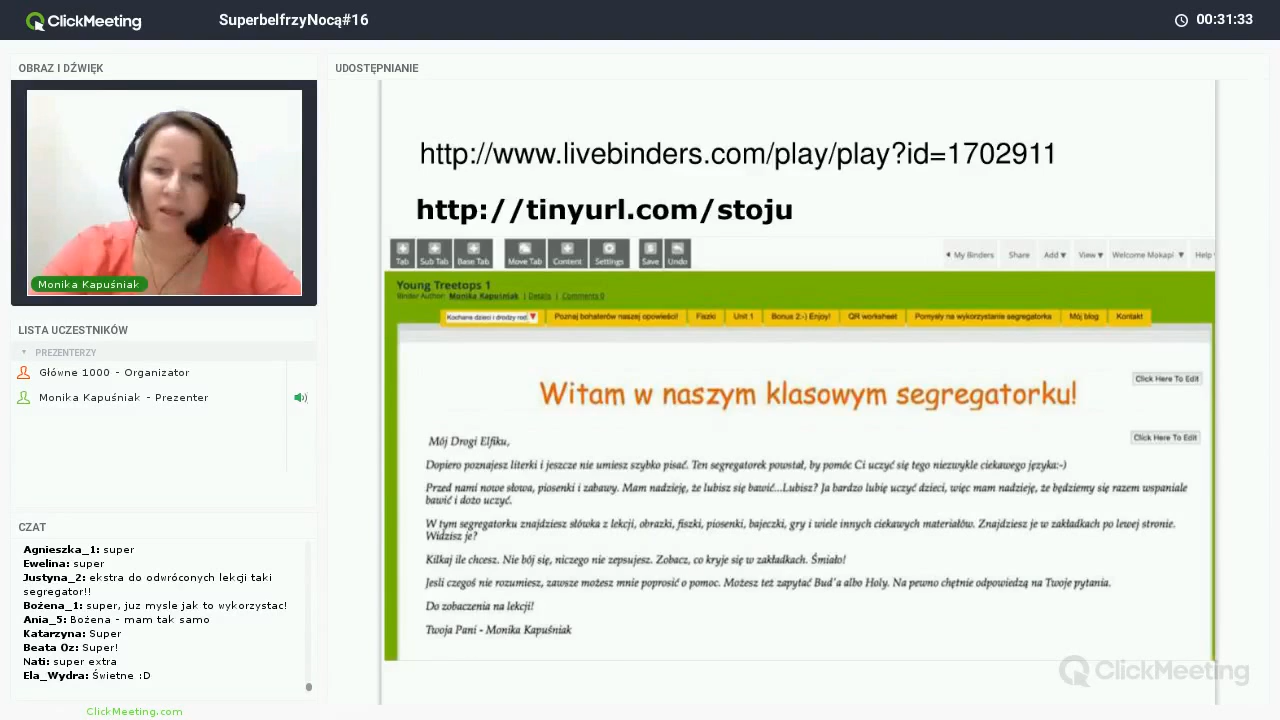 ClickMeeting
SuperbelfrzyNocą#16
00:31:33
OBRAZ I DŹWIĘK
Monika Kapuśniak
LISTA UCZESTNIKÓW
PREZENTERZY
Główne 1000 - Organizator
Monika Kapuśniak - Prezenter
CZAT
Agnieszka_1: super
Ewelina: super
Justyna_2: ekstra do odwróconych lekcji taki
segregator!!
Bożena_1: super, juz mysle jak to wykorzystac!
Ania_5: Bożena - mam tak samo
Katarzyna: Super
Beata Oz: Super!
Nati: super extra
Ela_Wydra: Świetne :D
ClickMeeting.com
UDOSTĘPNIANIE
http://www.livebinders.com/play/play?id=1702911
http://tinyurl.com/stoju
Tab Sub Tab Base Tab Move Tab Content Settings Save Undo My Binders Share Add View Welcome Mokapi Help
Young Treetops 1
Binder Author: Monika Kapuśniak | Details | Comments 0
Kochane dzieci i drodzy rod Poznaj bohaterów naszej opowieści! Fiszki Unit 1 Bonus 2:-) Enjoy! QR worksheet Pomysły na wykorzystanie segregatorka Mój blog Kontakt
Click Here To Edit
Witam w naszym klasowym segregatorku!
Click Here To Edit
Mój Drogi Elfiku,
Dopiero poznajesz literki i jeszcze nie umiesz szybko pisać. Ten segregatorek powstał, by pomóc Ci uczyć się tego niezwykle ciekawego języka:-)
Przed nami nowe słowa, piosenki i zabawy. Mam nadzieję, że lubisz się bawić...Lubisz? Ja bardzo lubię uczyć dzieci, więc mam nadzieję, że będziemy się razem wspaniale
bawić i dużo uczyć.
W tym segregatorku znajdziesz słówka z lekcji, obrazki, fiszki, piosenki, bajeczki, gry i wiele innych ciekawych materiałów. Znajdziesz je w zakładkach po lewej stronie.
Widzisz je?
Klikaj ile chcesz. Nie bój się, niczego nie zepsujesz. Zobacz, co kryje się w zakładkach. Śmiało!
Jeśli czegoś nie rozumiesz, zawsze możesz mnie poprosić o pomoc. Możesz też zapytać Bud'a albo Holy. Na pewno chętnie odpowiedzą na Twoje pytania.
Do zobaczenia na lekcji!
Twoja Pani - Monika Kapuśniak
ClickMeeting